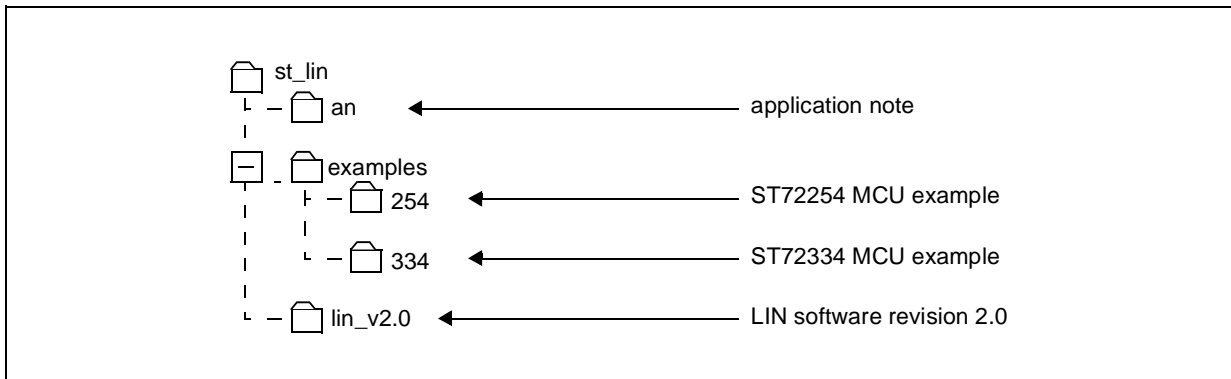 st_lin
an application note
examples
254 ST72254 MCU example
334 ST72334 MCU example
lin_v2.0 LIN software revision 2.0